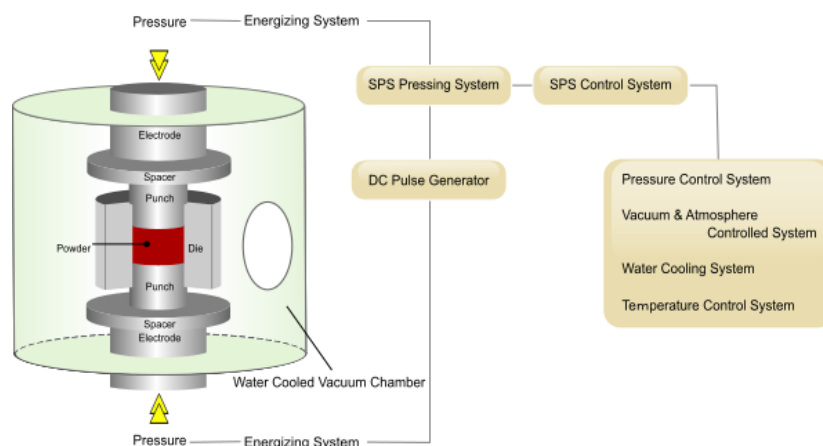 Pressure
Energizing System
SPS Pressing System
SPS Control System
Electrode
Spacer
DC Pulse Generator
Pressure Control System
Punch
Vacuum & Atmosphere
Controlled System
Powder
Die
Water Cooling System
Punch
Temperature Control System
Spacer
Electrode
Water Cooled Vacuum Chamber
Pressure
Energizing System